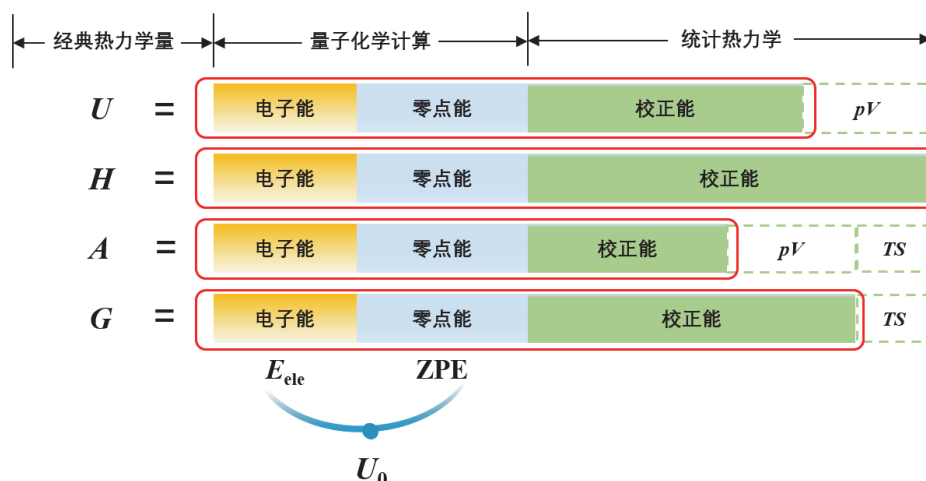 经典热力学量 量子化学计算 统计热力学
U = 电子能 零点能 校正能 pV
H = 电子能 零点能 校正能
A = 电子能 零点能 校正能 pV TS
G = 电子能 零点能 校正能 TS
E_ele ZPE
U_0